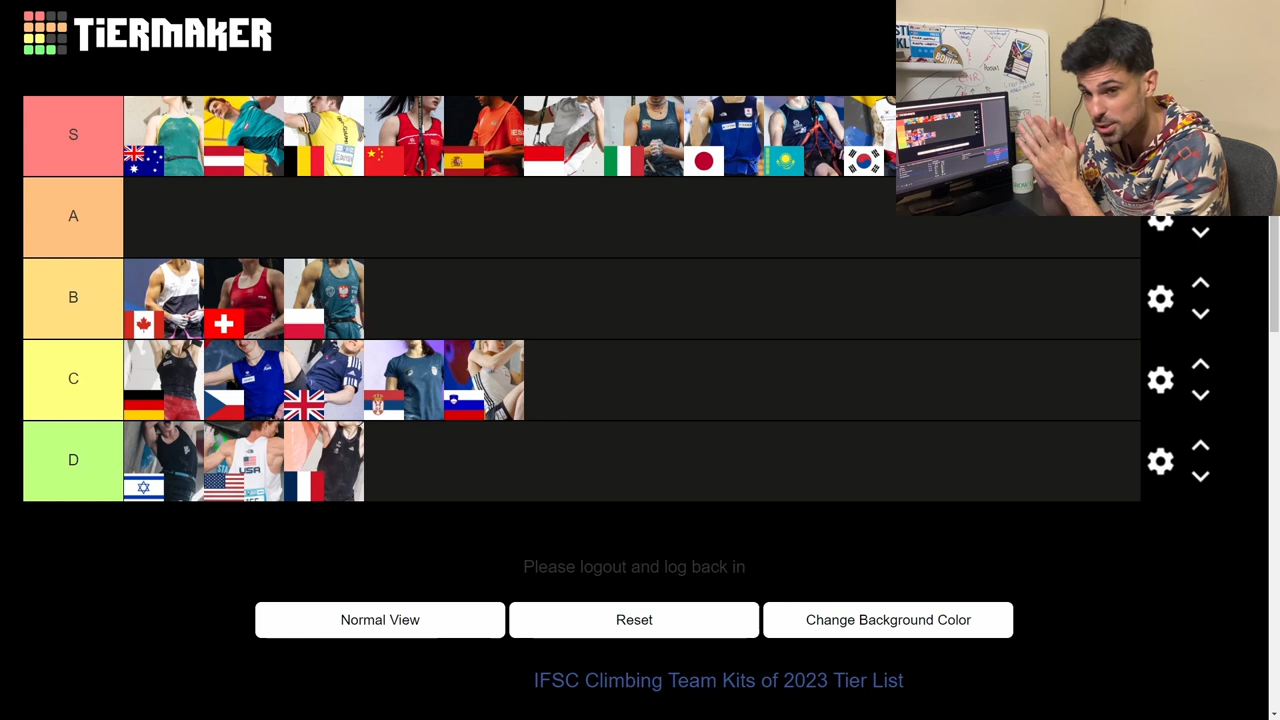 TiERMAKER
S
A
B
C
D
USA
BONUS
Please logout and log back in
Normal View
Reset
Change Background Color
IFSC Climbing Team Kits of 2023 Tier List